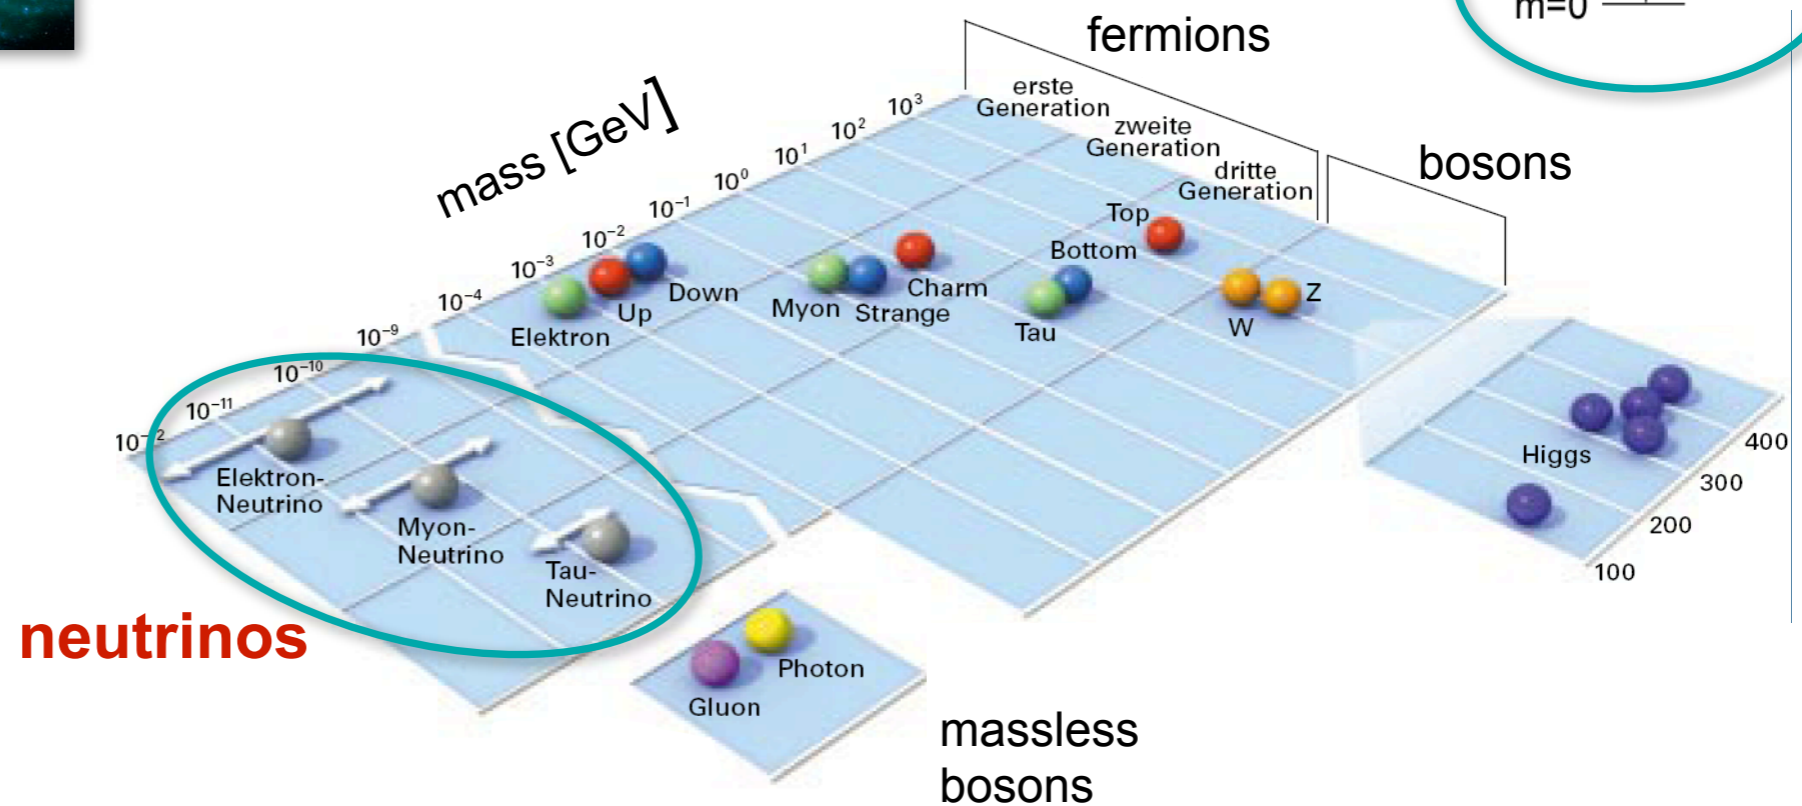 m=0
fermions
erste
Generation
zweite
Generation
dritte
Generation
bosons
mass [GeV]
10³
10²
10¹
10⁰
10⁻¹
10⁻²
10⁻³
10⁻⁴
10⁻⁹
10⁻¹⁰
10⁻¹¹
Top
Bottom
Down
Up
Elektron
Myon
Strange
Charm
Tau
W
Z
Higgs
400
300
200
100
Elektron-
Neutrino
Myon-
Neutrino
Tau-
Neutrino
neutrinos
Photon
Gluon
massless
bosons